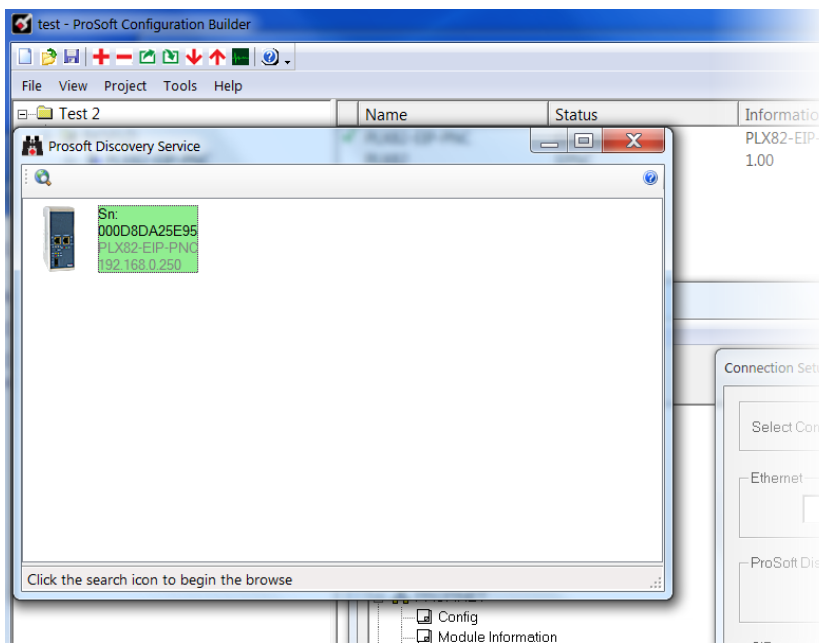 test - ProSoft Configuration Builder
File View Project Tools Help
Test 2
Name Status Informatio
PLX82-EIP-
1.00
Prosoft Discovery Service
Sn:
000D8DA25E95
PLX82-EIP-PNC
192.168.0.250
Click the search icon to begin the browse
Connection Set
Select Con
Ethernet
ProSoft Dis
Config
Module Information